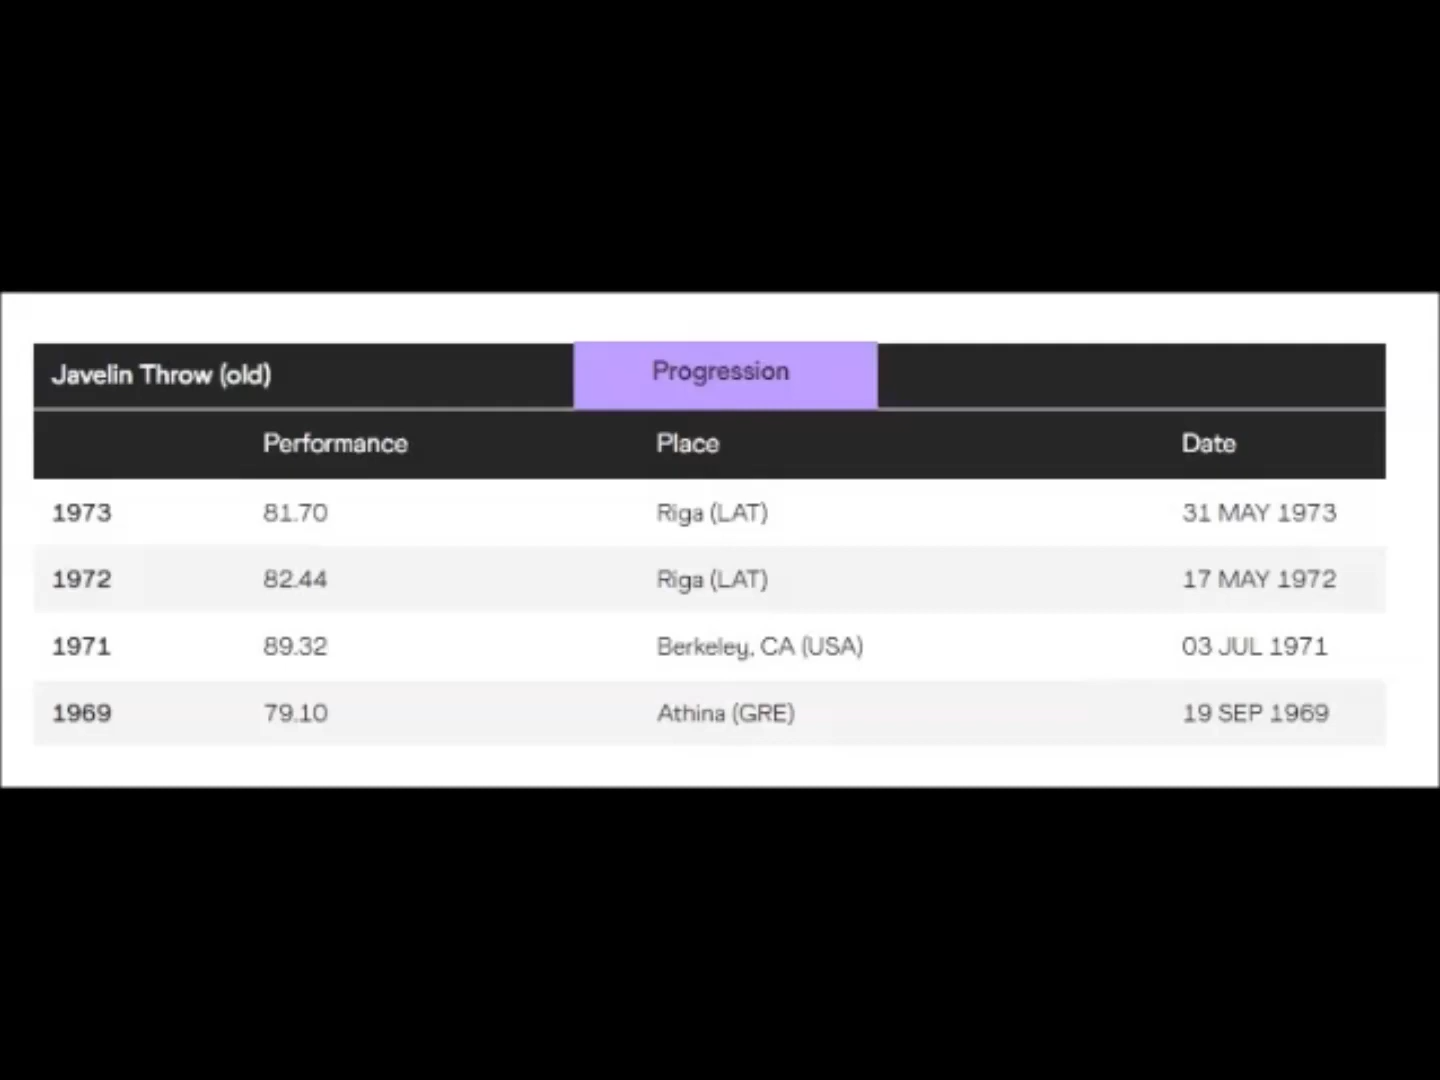 Javelin Throw (old) Progression
Performance Place Date
1973 81.70 Riga (LAT) 31 MAY 1973
1972 82.44 Riga (LAT) 17 MAY 1972
1971 89.32 Berkeley, CA (USA) 03 JUL 1971
1969 79.10 Athina (GRE) 19 SEP 1969